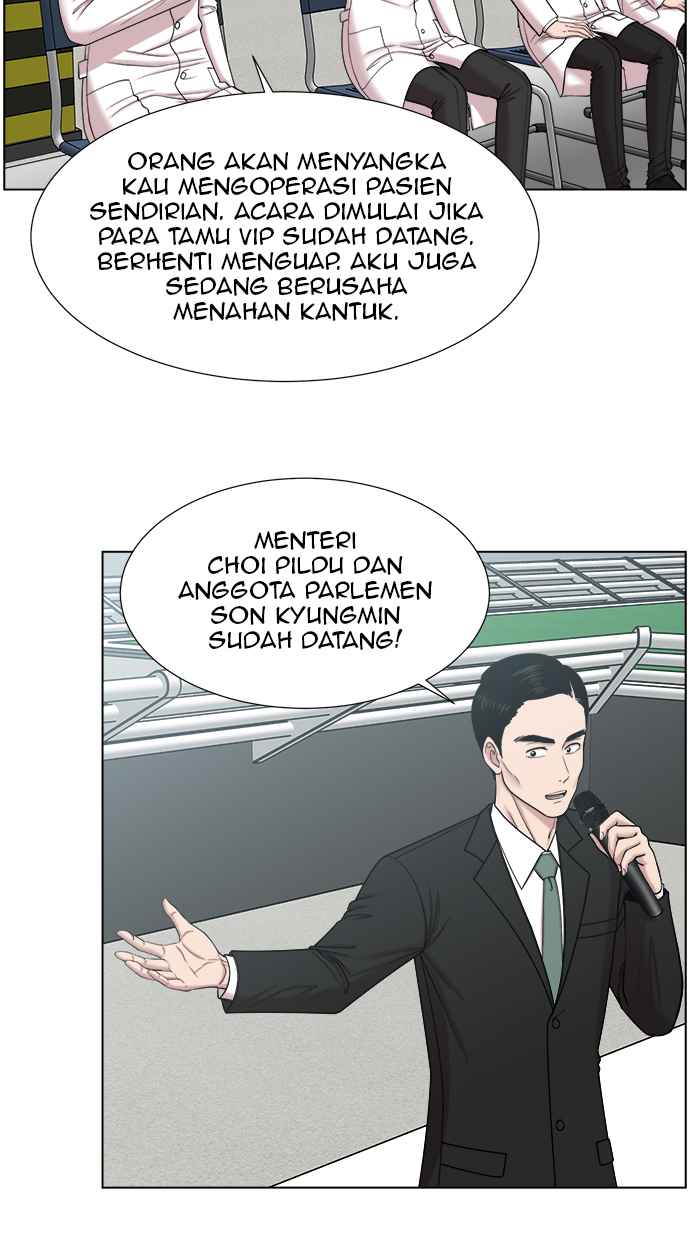 ORANG AKAN MENYANGKA
KAU MENGOPERASI PASIEN
SENDIRIAN. ACARA DIMULAI JIKA
PARA TAMU VIP SUDAH DATANG.
BERHENTI MENGUAP. AKU JUGA
SEDANG BERUSAHA
MENAHAN KANTUK.
MENTERI
CHOI PILDU DAN
ANGGOTA PARLEMEN
SON KYUNGMIN
SUDAH DATANG!